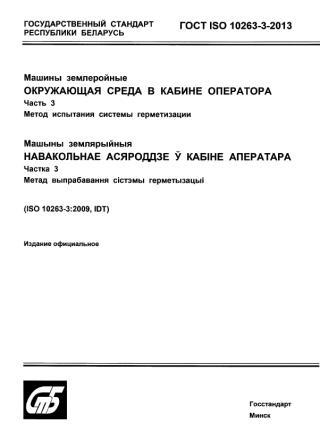 ГОСУДАРСТВЕННЫЙ СТАНДАРТ
РЕСПУБЛИКИ БЕЛАРУСЬ
ГОСТ ISO 10263-3-2013
Машины землеройные
ОКРУЖАЮЩАЯ СРЕДА В КАБИНЕ ОПЕРАТОРА
Часть 3
Метод испытания системы герметизации
Машыны землярыйныя
НАВАКОЛЬНАЕ АСЯРОДДЗЕ Ў КАБІНЕ АПЕРАТАРА
Частка 3
Метад выпрабавання сістэмы герметызацыі
(ISO 10263-3:2009, IDT)
Издание официальное
СТБ
Госстандарт
Минск